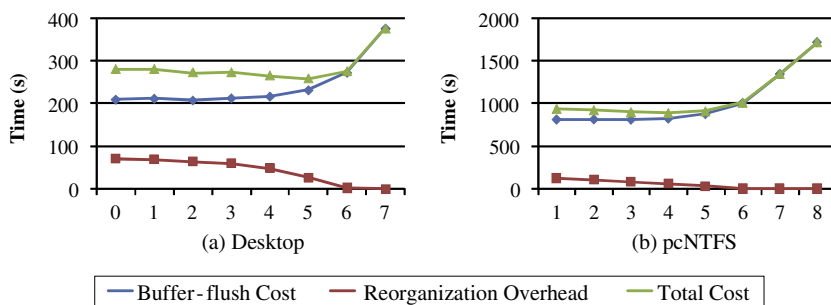 400
300
200
100
0
Time (s)
0 1 2 3 4 5 6 7
(a) Desktop
2000
1500
1000
500
0
Time (s)
1 2 3 4 5 6 7 8
(b) pcNTFS
Buffer-flush Cost Reorganization Overhead Total Cost